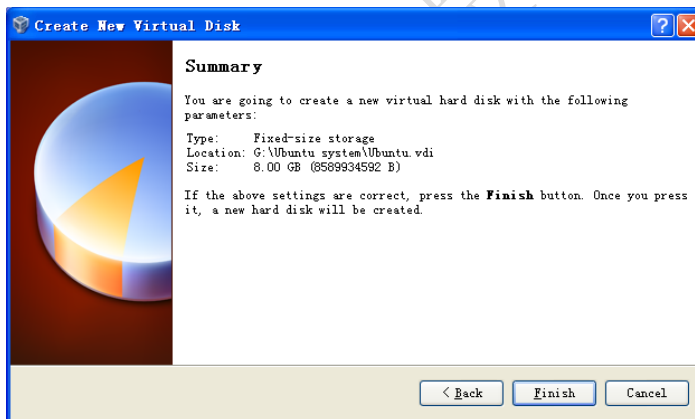 Create New Virtual Disk
Summary
You are going to create a new virtual hard disk with the following
parameters:
Type: Fixed-size storage
Location: G:\Ubuntu system\Ubuntu.vdi
Size: 8.00 GB (8589934592 B)
If the above settings are correct, press the Finish button. Once you press
it, a new hard disk will be created.
< Back Finish Cancel